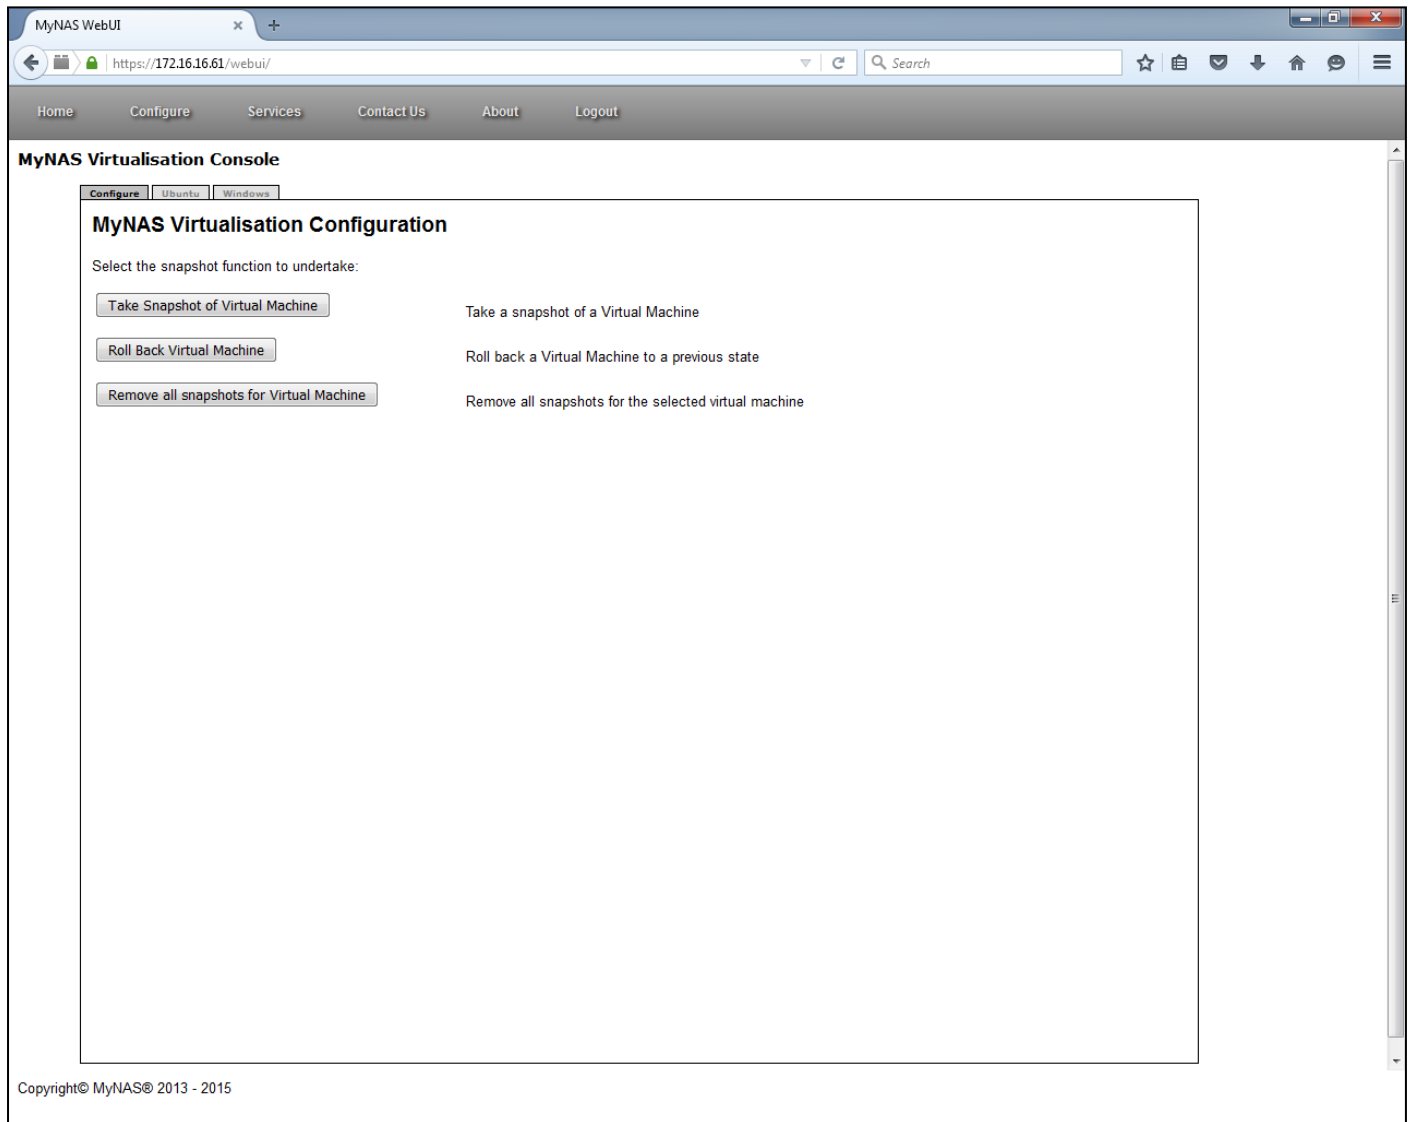 MyNAS WebUI
https://172.16.16.61/webui/
Search
Home Configure Services Contact Us About Logout
MyNAS Virtualisation Console
Configure Ubuntu Windows
MyNAS Virtualisation Configuration
Select the snapshot function to undertake:
Take Snapshot of Virtual Machine Take a snapshot of a Virtual Machine
Roll Back Virtual Machine Roll back a Virtual Machine to a previous state
Remove all snapshots for Virtual Machine Remove all snapshots for the selected virtual machine
Copyright© MyNAS® 2013 - 2015